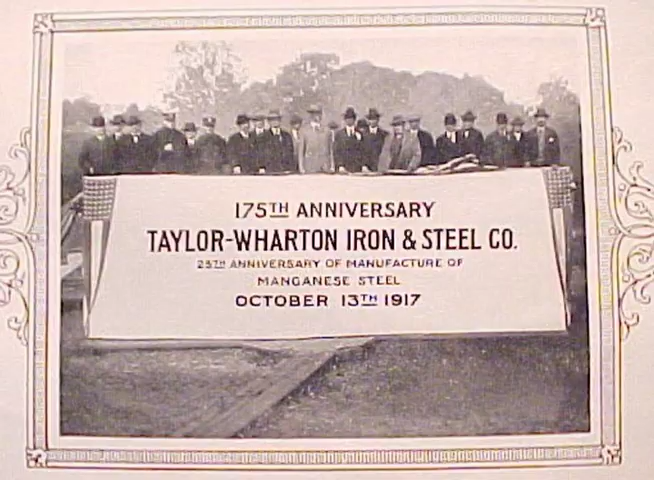 175TH ANNIVERSARY
TAYLOR-WHARTON IRON & STEEL CO.
25TH ANNIVERSARY OF MANUFACTURE OF
MANGANESE STEEL
OCTOBER 13TH 1917